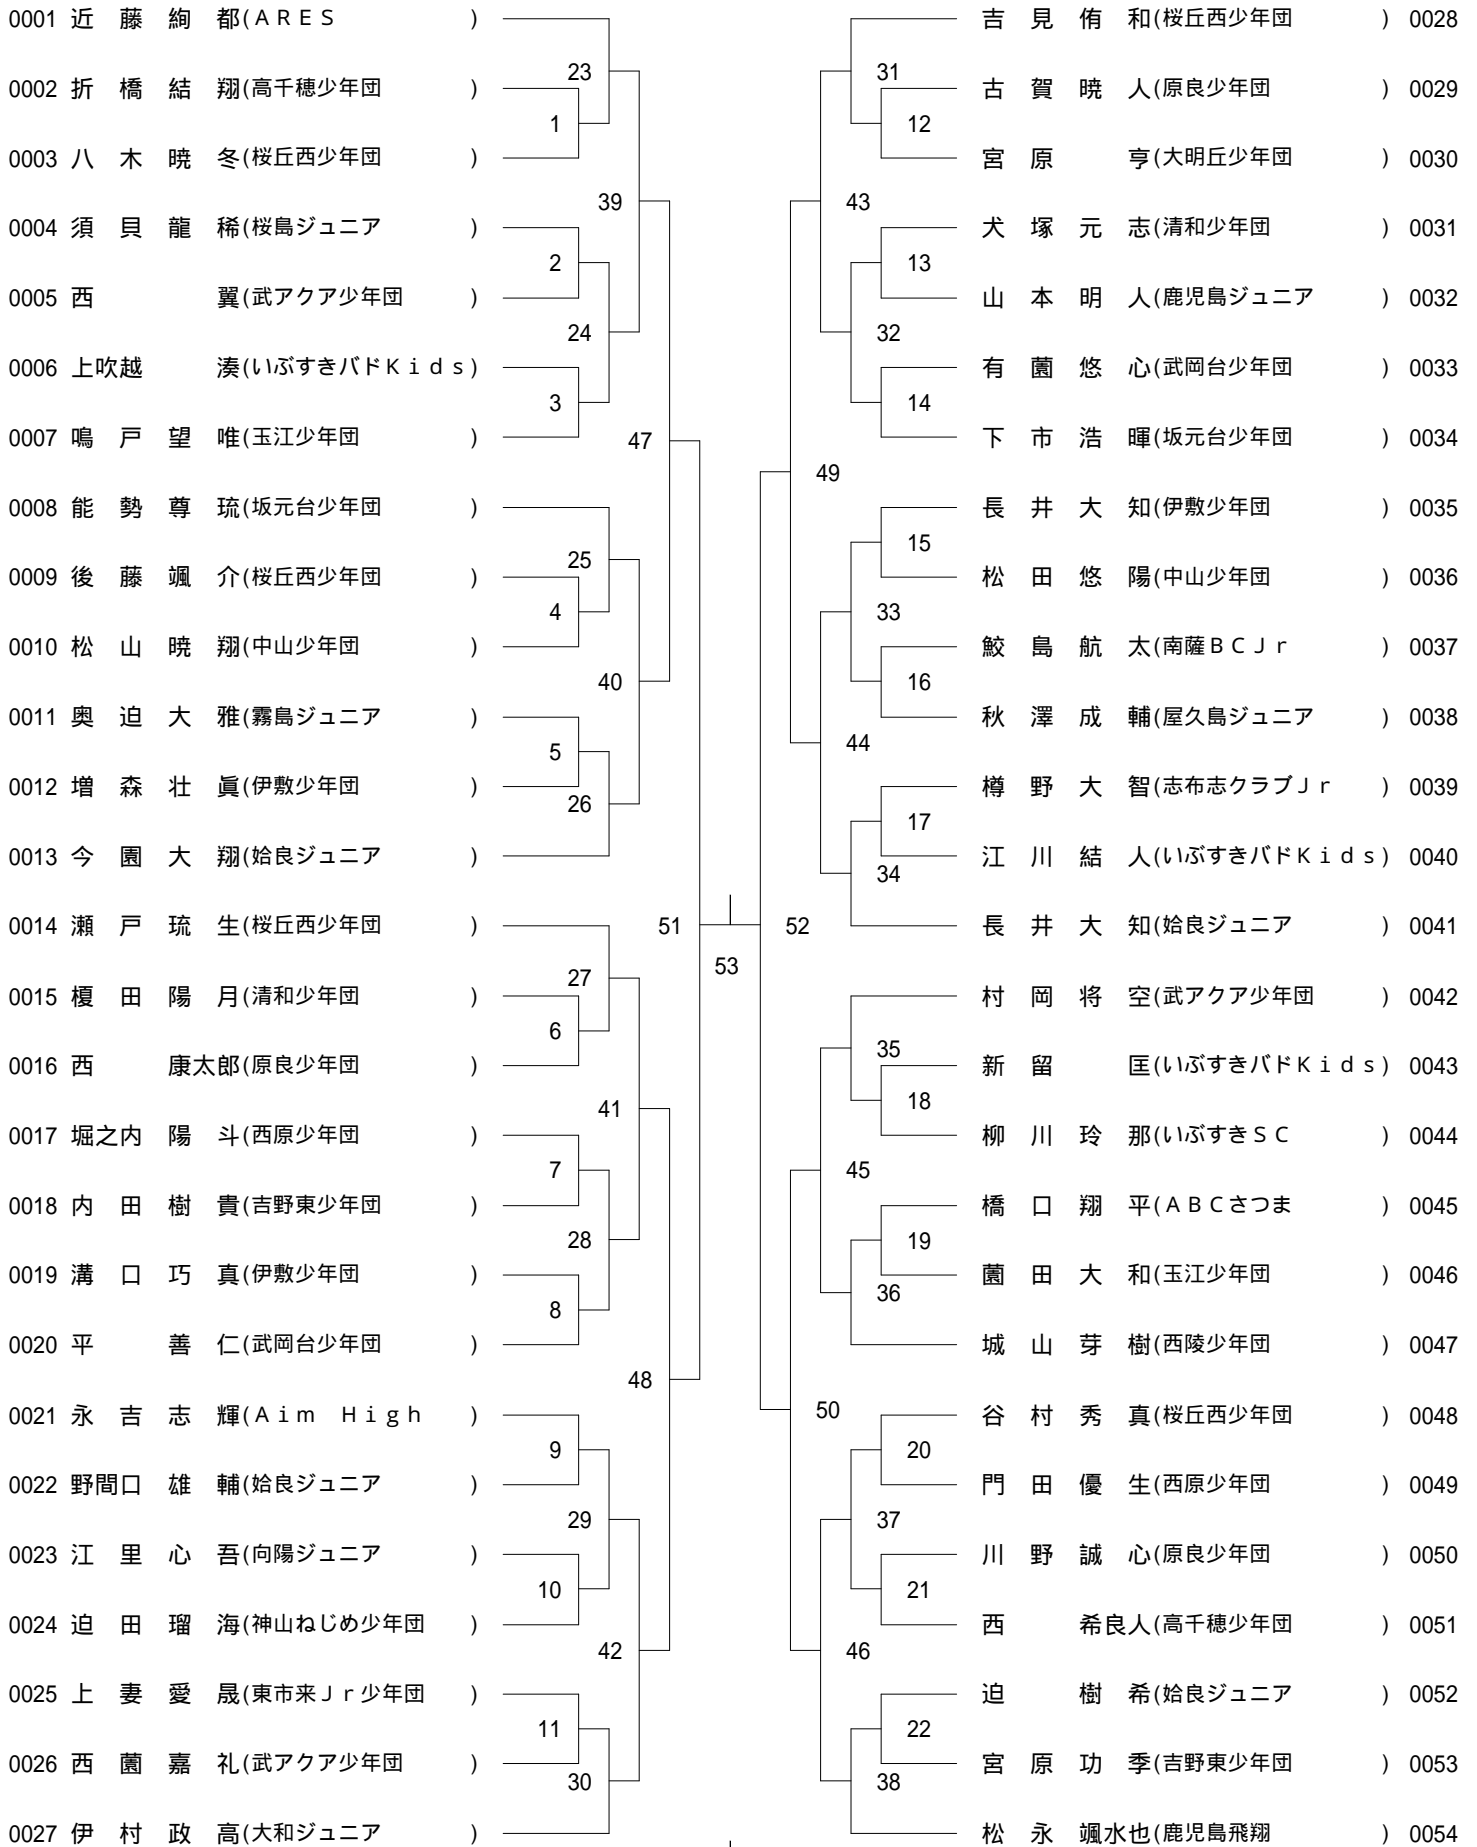 0001 近 藤 絢 都(ARES)
23
0002 折 橋 結 翔(高千穂少年団)
1
0003 八 木 暁 冬(桜丘西少年団)
39
0004 須 貝 龍 稀(桜島ジュニア)
2
0005 西 翼(武アクア少年団)
24
0006 上吹越 湊(いぶすきバドKids)
3
0007 鳴 戸 望 唯(玉江少年団)
47
0008 能 勢 尊 琉(坂元台少年団)
25
0009 後 藤 颯 介(桜丘西少年団)
4
0010 松 山 暁 翔(中山少年団)
40
0011 奥 迫 大 雅(霧島ジュニア)
5
0012 増 森 壮 眞(伊敷少年団)
26
0013 今 園 大 翔(姶良ジュニア)
0014 瀬 戸 琉 生(桜丘西少年団)
51
27
0015 榎 田 陽 月(清和少年団)
6
0016 西 康太郎(原良少年団)
41
0017 堀之内 陽 斗(西原少年団)
7
0018 内 田 樹 貴(吉野東少年団)
28
0019 溝 口 巧 真(伊敷少年団)
8
0020 平 善 仁(武岡台少年団)
48
0021 永 吉 志 輝(Aim High)
9
0022 野間口 雄 輔(姶良ジュニア)
29
0023 江 里 心 吾(向陽ジュニア)
10
0024 迫 田 瑠 海(神山ねじめ少年団)
42
0025 上 妻 愛 晟(東市来Jr少年団)
11
0026 西 薗 嘉 礼(武アクア少年団)
30
0027 伊 村 政 高(大和ジュニア)
53
吉 見 侑 和(桜丘西少年団) 0028
31
古 賀 暁 人(原良少年団) 0029
12
宮 原 亨(大明丘少年団) 0030
43
犬 塚 元 志(清和少年団) 0031
13
山 本 明 人(鹿児島ジュニア) 0032
32
有 薗 悠 心(武岡台少年団) 0033
14
下 市 浩 暉(坂元台少年団) 0034
49
長 井 大 知(伊敷少年団) 0035
15
松 田 悠 陽(中山少年団) 0036
33
鮫 島 航 太(南薩BCJr) 0037
16
秋 澤 成 輔(屋久島ジュニア) 0038
44
樽 野 大 智(志布志クラブJr) 0039
17
江 川 結 人(いぶすきバドKids) 0040
34
長 井 大 知(姶良ジュニア) 0041
52
村 岡 将 空(武アクア少年団) 0042
35
新 留 匡(いぶすきバドKids) 0043
18
柳 川 玲 那(いぶすきSC) 0044
45
橋 口 翔 平(ABCさつま) 0045
19
薗 田 大 和(玉江少年団) 0046
36
城 山 芽 樹(西陵少年団) 0047
50
谷 村 秀 真(桜丘西少年団) 0048
20
門 田 優 生(西原少年団) 0049
37
川 野 誠 心(原良少年団) 0050
21
西 希良人(高千穂少年団) 0051
46
迫 樹 希(姶良ジュニア) 0052
22
宮 原 功 季(吉野東少年団) 0053
38
松 永 颯水也(鹿児島飛翔) 0054